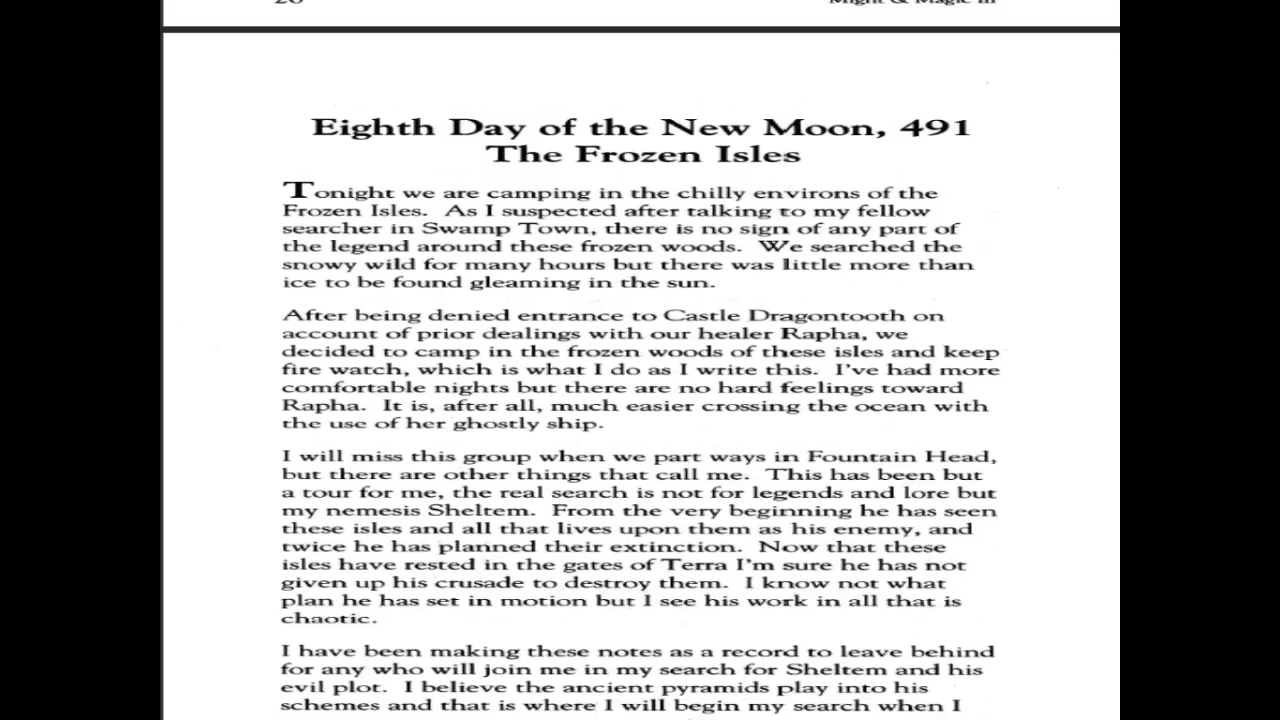 28
Might & Magic III
Eighth Day of the New Moon, 491
The Frozen Isles
Tonight we are camping in the chilly environs of the
Frozen Isles. As I suspected after talking to my fellow
searcher in Swamp Town, there is no sign of any part of
the legend around these frozen woods. We searched the
snowy wild for many hours but there was little more than
ice to be found gleaming in the sun.
After being denied entrance to Castle Dragontooth on
account of prior dealings with our healer Rapha, we
decided to camp in the frozen woods of these isles and keep
fire watch, which is what I do as I write this. I've had more
comfortable nights but there are no hard feelings toward
Rapha. It is, after all, much easier crossing the ocean with
the use of her ghostly ship.
I will miss this group when we part ways in Fountain Head,
but there are other things that call me. This has been but
a tour for me, the real search is not for legends and lore but
my nemesis Sheltem. From the very beginning he has seen
these isles and all that lives upon them as his enemy, and
twice he has planned their extinction. Now that these
isles have rested in the gates of Terra I'm sure he has not
given up his crusade to destroy them. I know not what
plan he has set in motion but I see his work in all that is
chaotic.
I have been making these notes as a record to leave behind
for any who will join me in my search for Sheltem and his
evil plot. I believe the ancient pyramids play into his
schemes and that is where I will begin my search when I